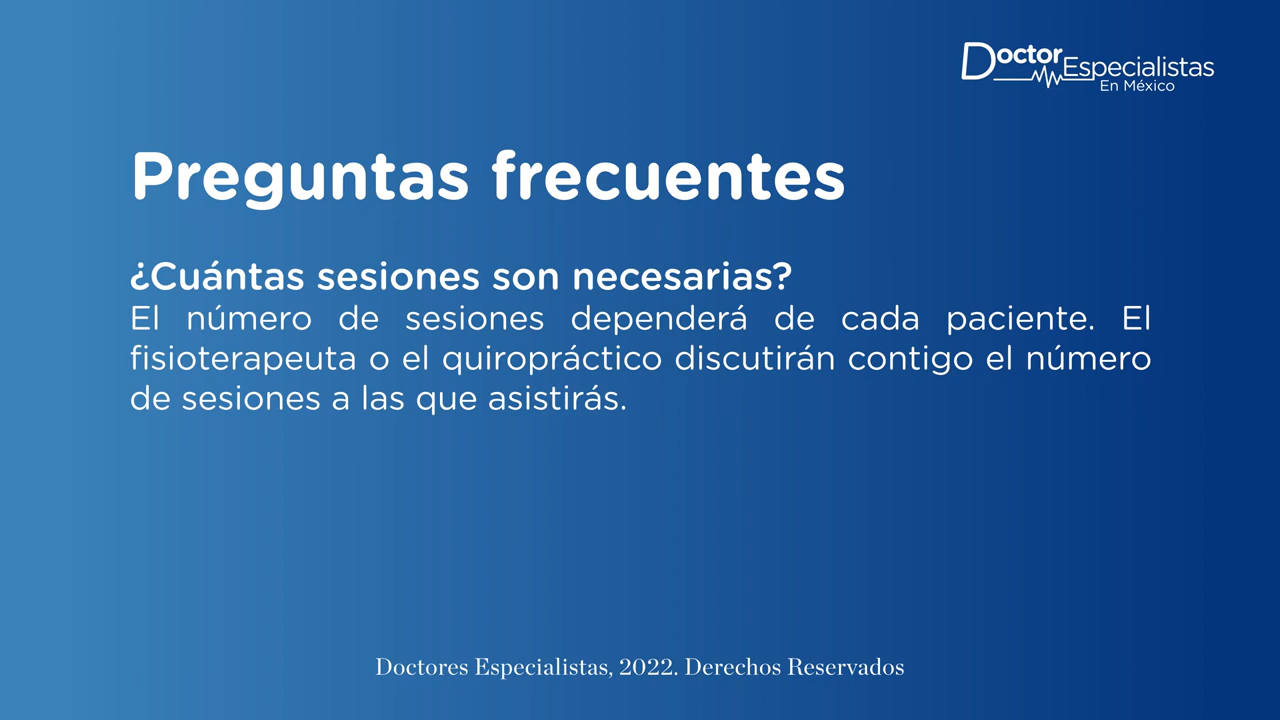 Doctor Especialistas
En México
Preguntas frecuentes
¿Cuántas sesiones son necesarias?
El número de sesiones dependerá de cada paciente. El
fisioterapeuta o el quiropráctico discutirán contigo el número
de sesiones a las que asistirás.
Doctores Especialistas, 2022. Derechos Reservados